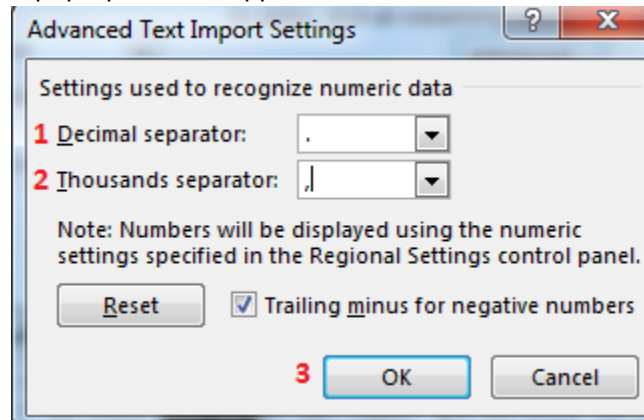 Advanced Text Import Settings ? X
Settings used to recognize numeric data
1 Decimal separator: .
2 Thousands separator: ,
Note: Numbers will be displayed using the numeric
settings specified in the Regional Settings control panel.
Reset Trailing minus for negative numbers
3 OK Cancel